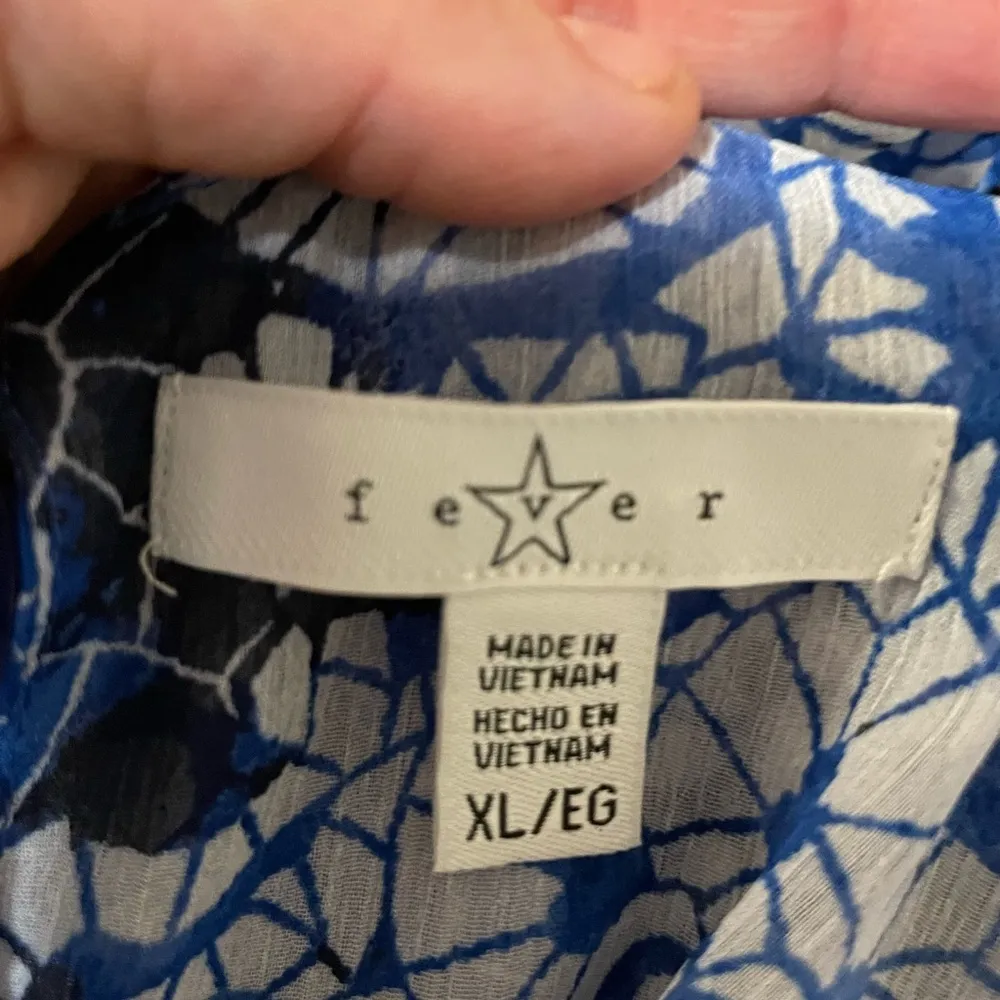 fever
MADE IN
VIETNAM
HECHO EN
VIETNAM
XL/EG